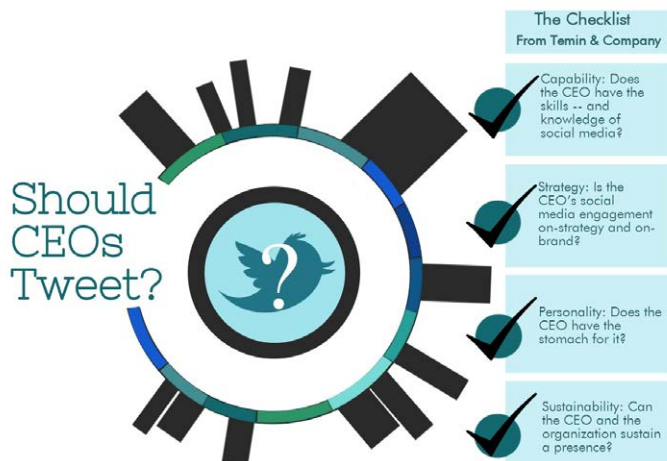 Should
CEOs
Tweet?
?
The Checklist
From Temin & Company
Capability: Does
the CEO have the
skills -- and
knowledge of
social media?
Strategy: Is the
CEO's social
media engagement
on-strategy and on-
brand?
Personality: Does the
CEO have the
stomach for it?
Sustainability: Can
the CEO and the
organization sustain
a presence?